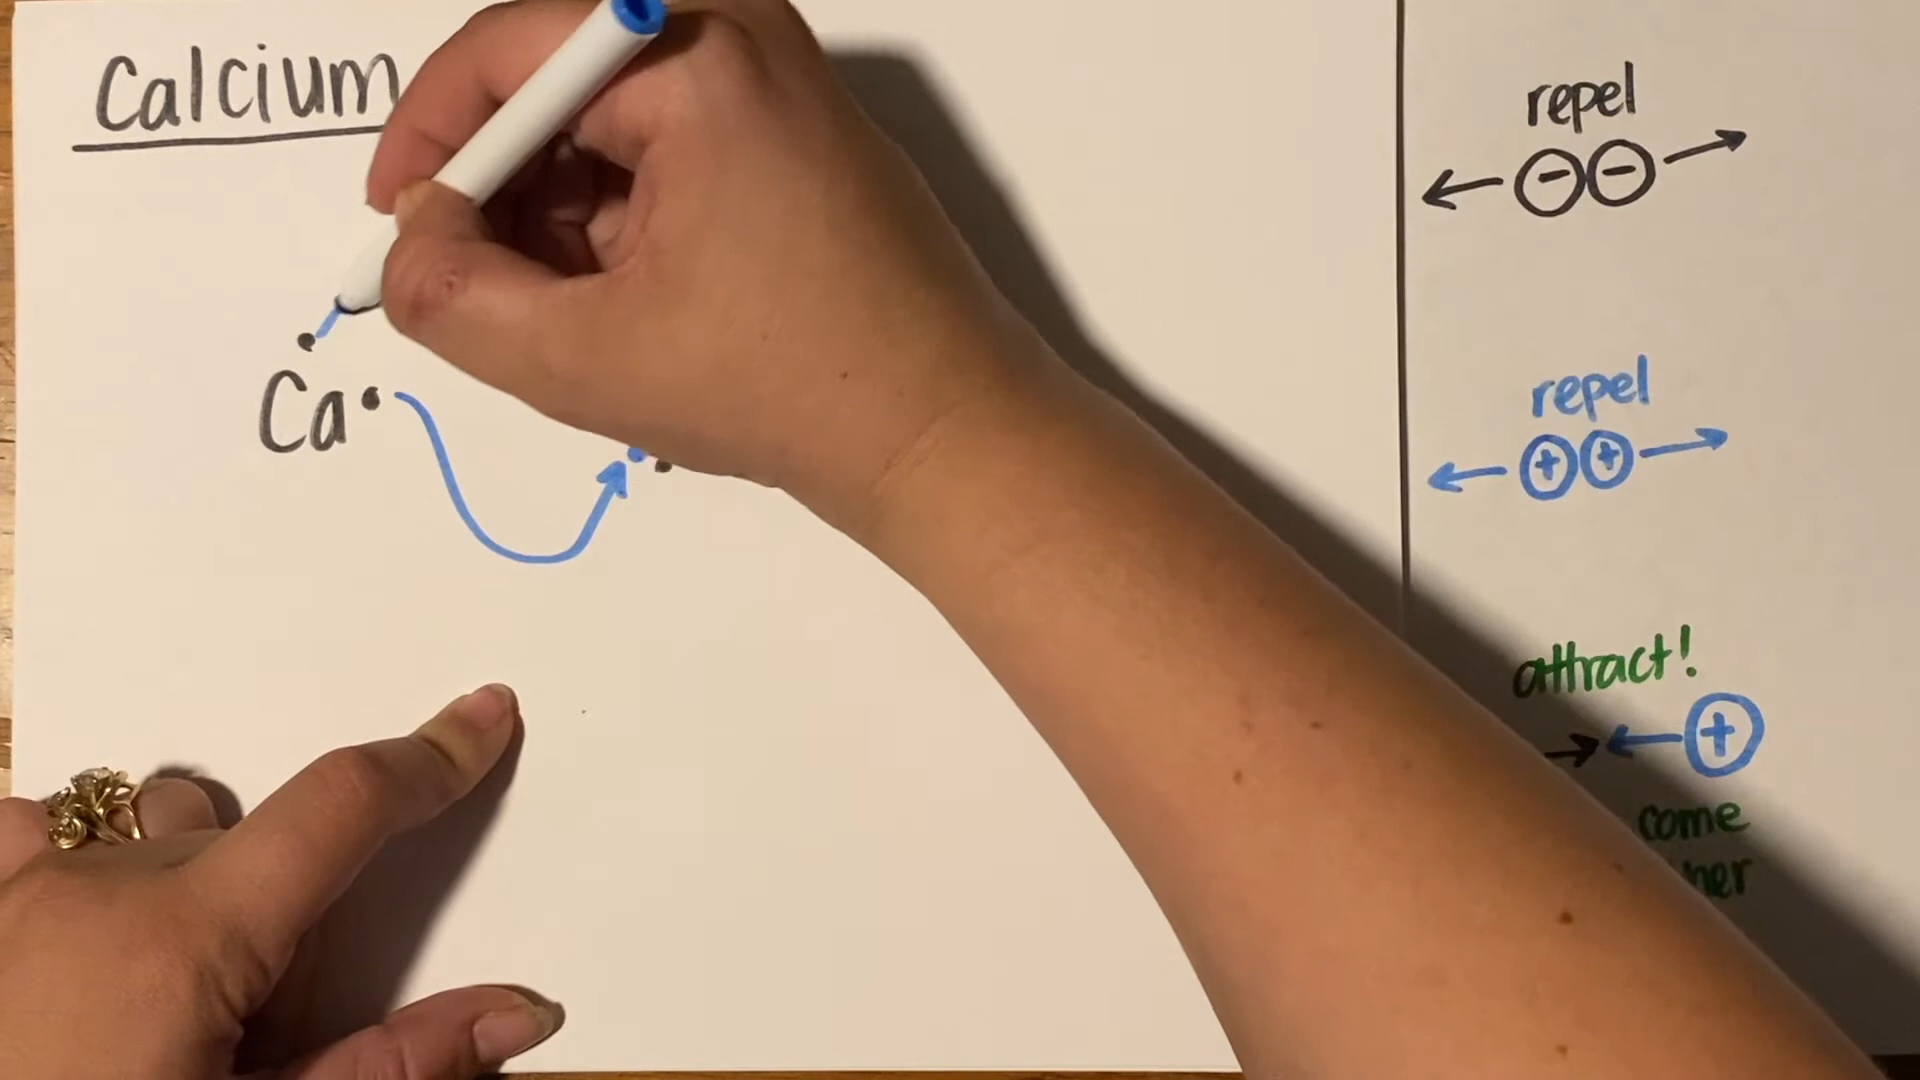 Calcium
Ca
repel
- -
repel
+ +
attract!
+
come